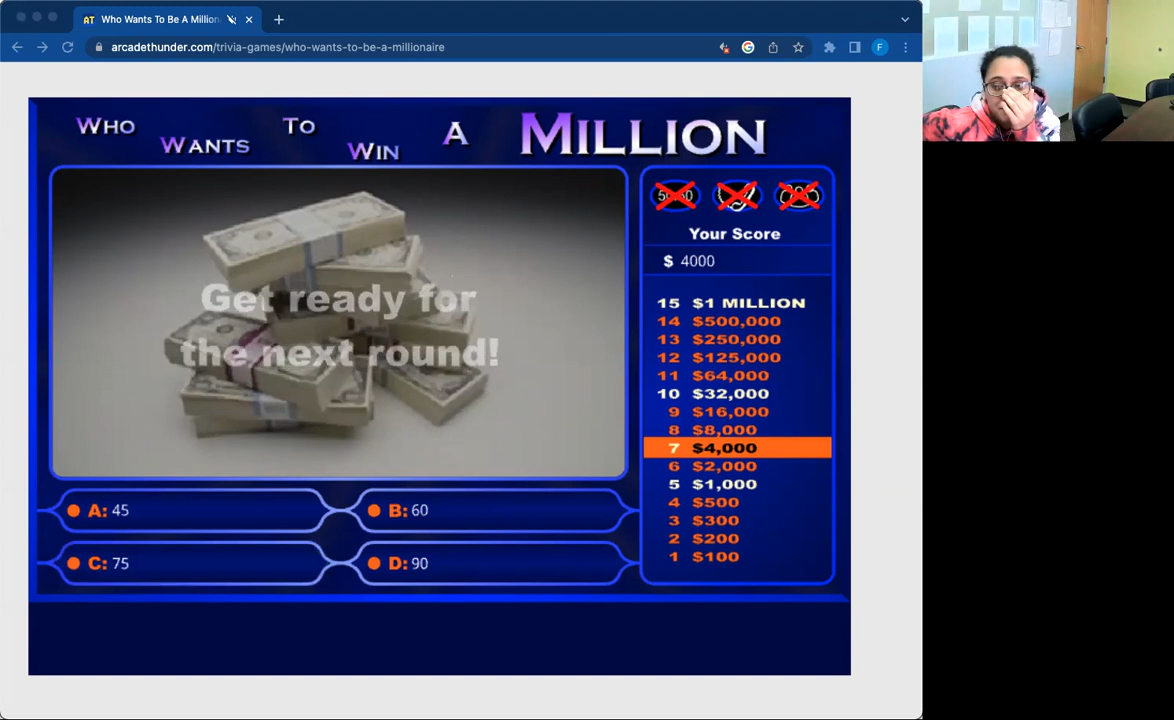 Who Wants To Be A Million
arcadethunder.com/trivia-games/who-wants-to-be-a-millionaire
F
WHO WANTS TO WIN A MILLION
50:50
Your Score
$ 4000
Get ready for
the next round!
15 $1 MILLION
14 $500,000
13 $250,000
12 $125,000
11 $64,000
10 $32,000
9 $16,000
8 $8,000
7 $4,000
6 $2,000
5 $1,000
4 $500
3 $300
2 $200
1 $100
A: 45
B: 60
C: 75
D: 90